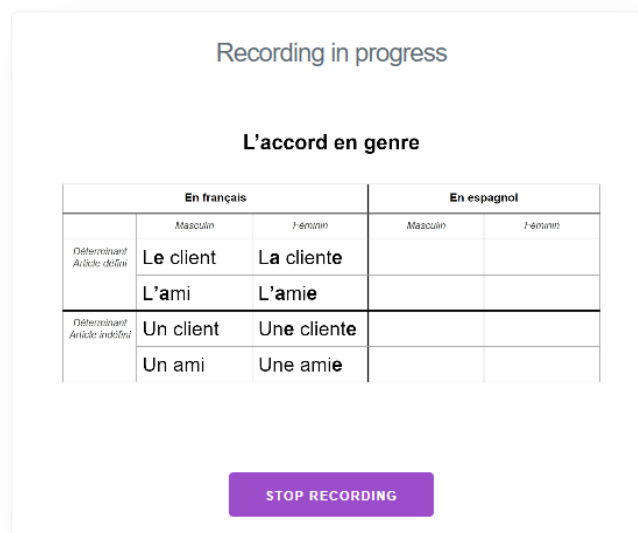 Recording in progress
L'accord en genre
En français En espagnol
Masculin Féminin Masculin Féminin
Déterminant
Article défini
Le client La cliente
L'ami L'amie
Déterminant
Article indéfini
Un client Une cliente
Un ami Une amie
STOP RECORDING